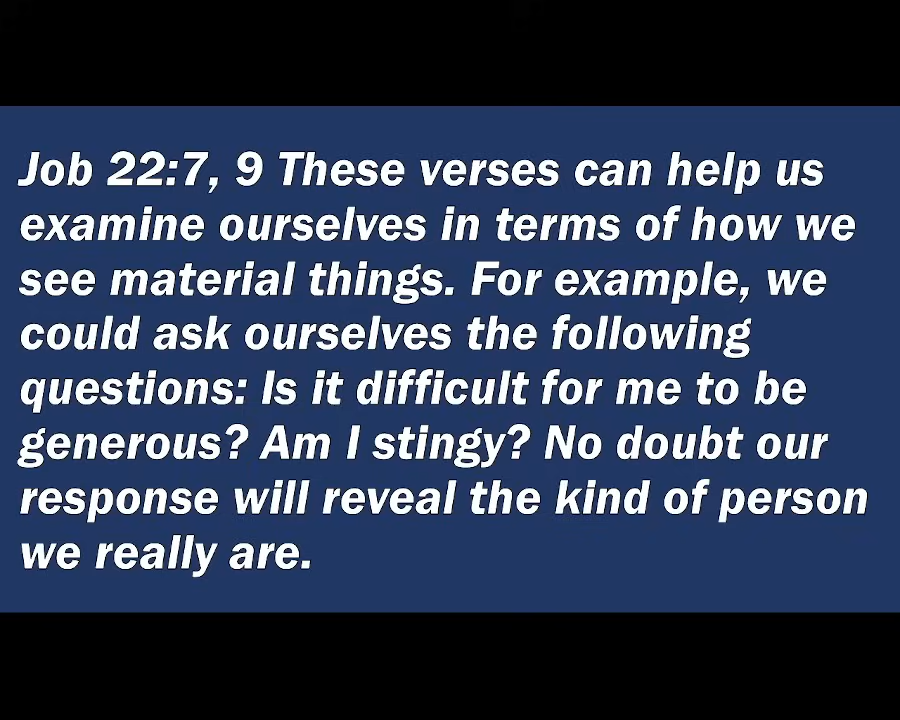 Job 22:7, 9 These verses can help us
examine ourselves in terms of how we
see material things. For example, we
could ask ourselves the following
questions: Is it difficult for me to be
generous? Am I stingy? No doubt our
response will reveal the kind of person
we really are.